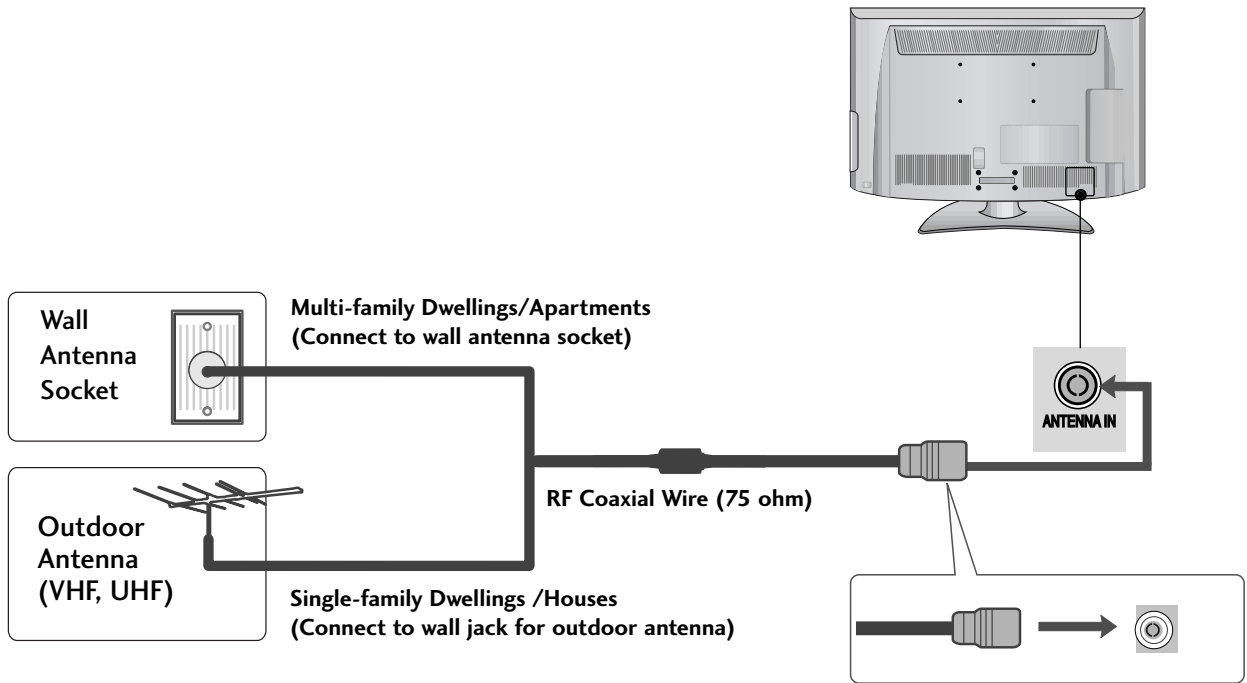 Wall
Antenna
Socket
Multi-family Dwellings/Apartments
(Connect to wall antenna socket)
ANTENNA IN
RF Coaxial Wire (75 ohm)
Outdoor
Antenna
(VHF, UHF)
Single-family Dwellings /Houses
(Connect to wall jack for outdoor antenna)